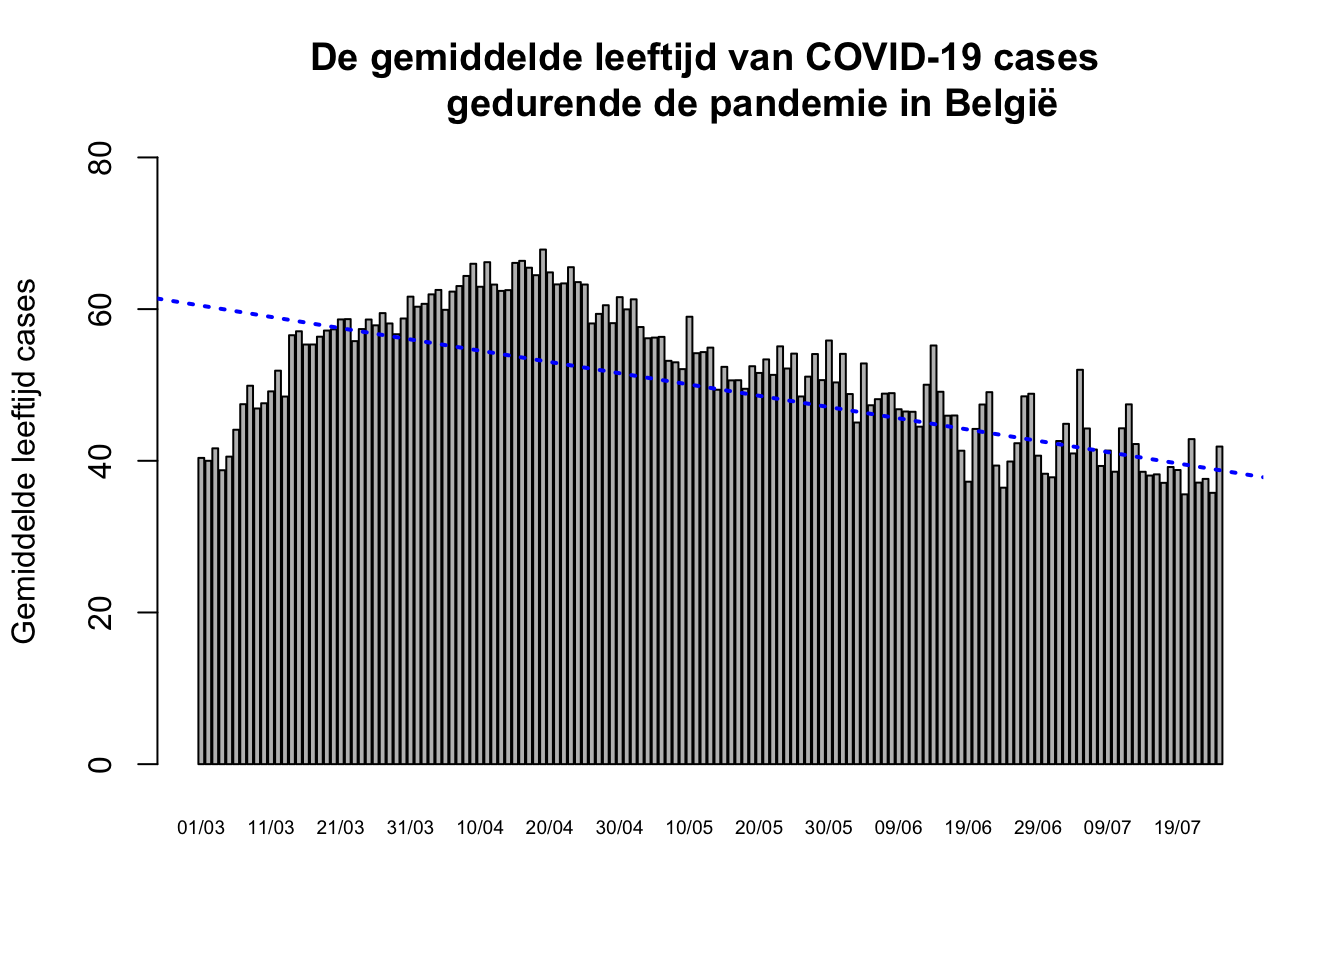 De gemiddelde leeftijd van COVID-19 cases
gedurende de pandemie in België
Gemiddelde leeftijd cases
80
60
40
20
0
01/03 11/03 21/03 31/03 10/04 20/04 30/04 10/05 20/05 30/05 09/06 19/06 29/06 09/07 19/07